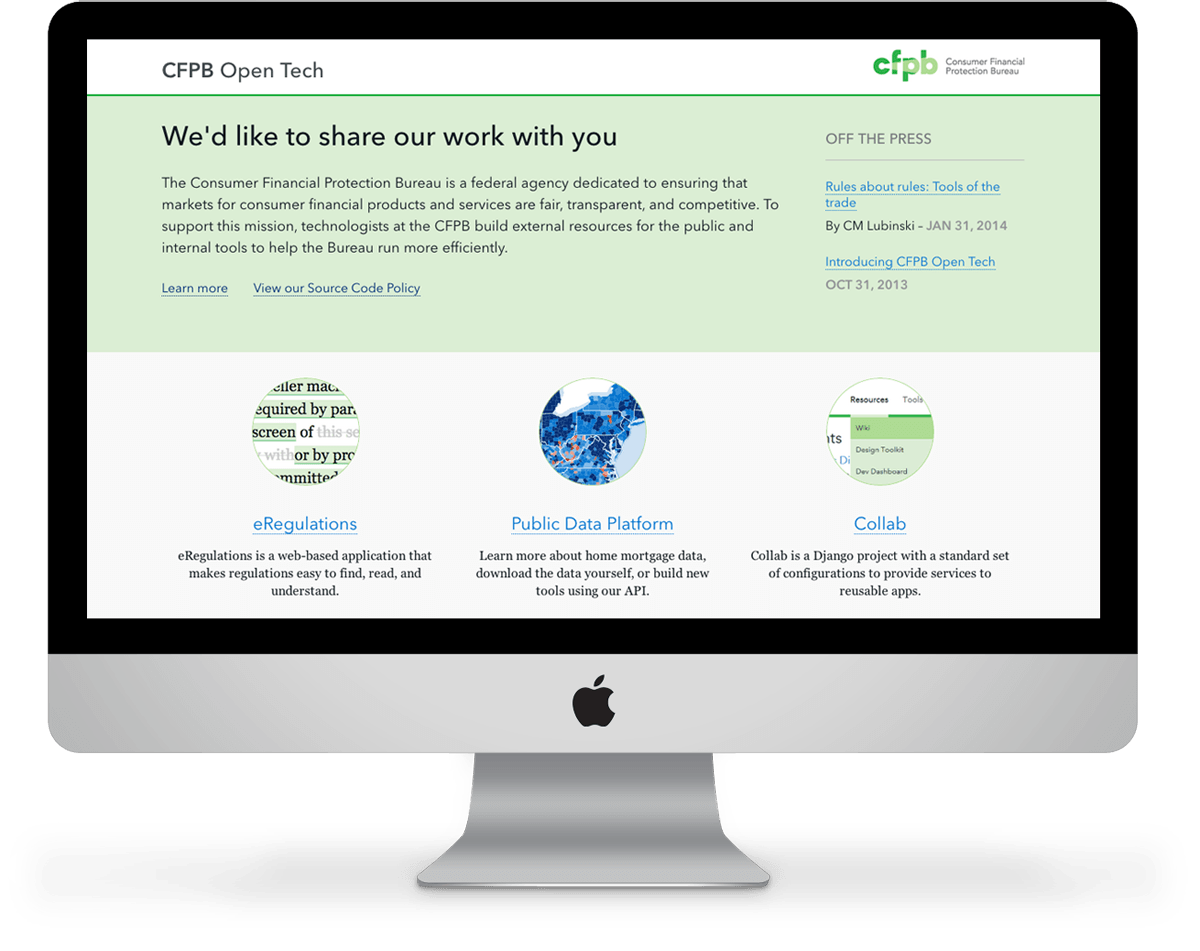 CFPB Open Tech
cfpb
Consumer Financial
Protection Bureau
We'd like to share our work with you
The Consumer Financial Protection Bureau is a federal agency dedicated to ensuring that
markets for consumer financial products and services are fair, transparent, and competitive. To
support this mission, technologists at the CFPB build external resources for the public and
internal tools to help the Bureau run more efficiently.
Learn more
View our Source Code Policy
OFF THE PRESS
Rules about rules: Tools of the
trade
By CM Lubinski – JAN 31, 2014
Introducing CFPB Open Tech
OCT 31, 2013
equired by par
screen of this se
with or by pro
mmitted
Resources Tools
Wiki
nts
Design Toolkit
Di
Dev Dashboard
eRegulations
eRegulations is a web-based application that
makes regulations easy to find, read, and
understand.
Public Data Platform
Learn more about home mortgage data,
download the data yourself, or build new
tools using our API.
Collab
Collab is a Django project with a standard set
of configurations to provide services to
reusable apps.